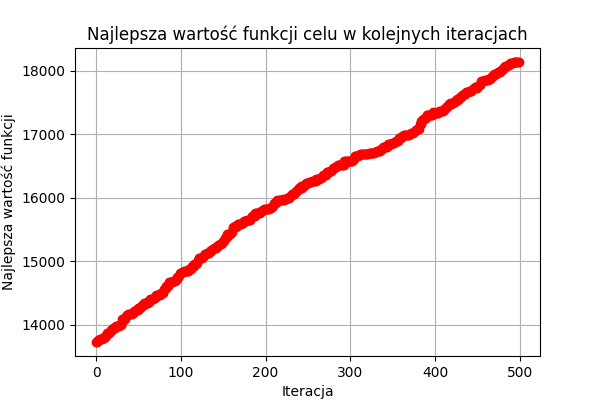 Najlepsza wartość funkcji celu w kolejnych iteracjach
Najlepsza wartość funkcji
18000
17000
16000
15000
14000
0 100 200 300 400 500
Iteracja